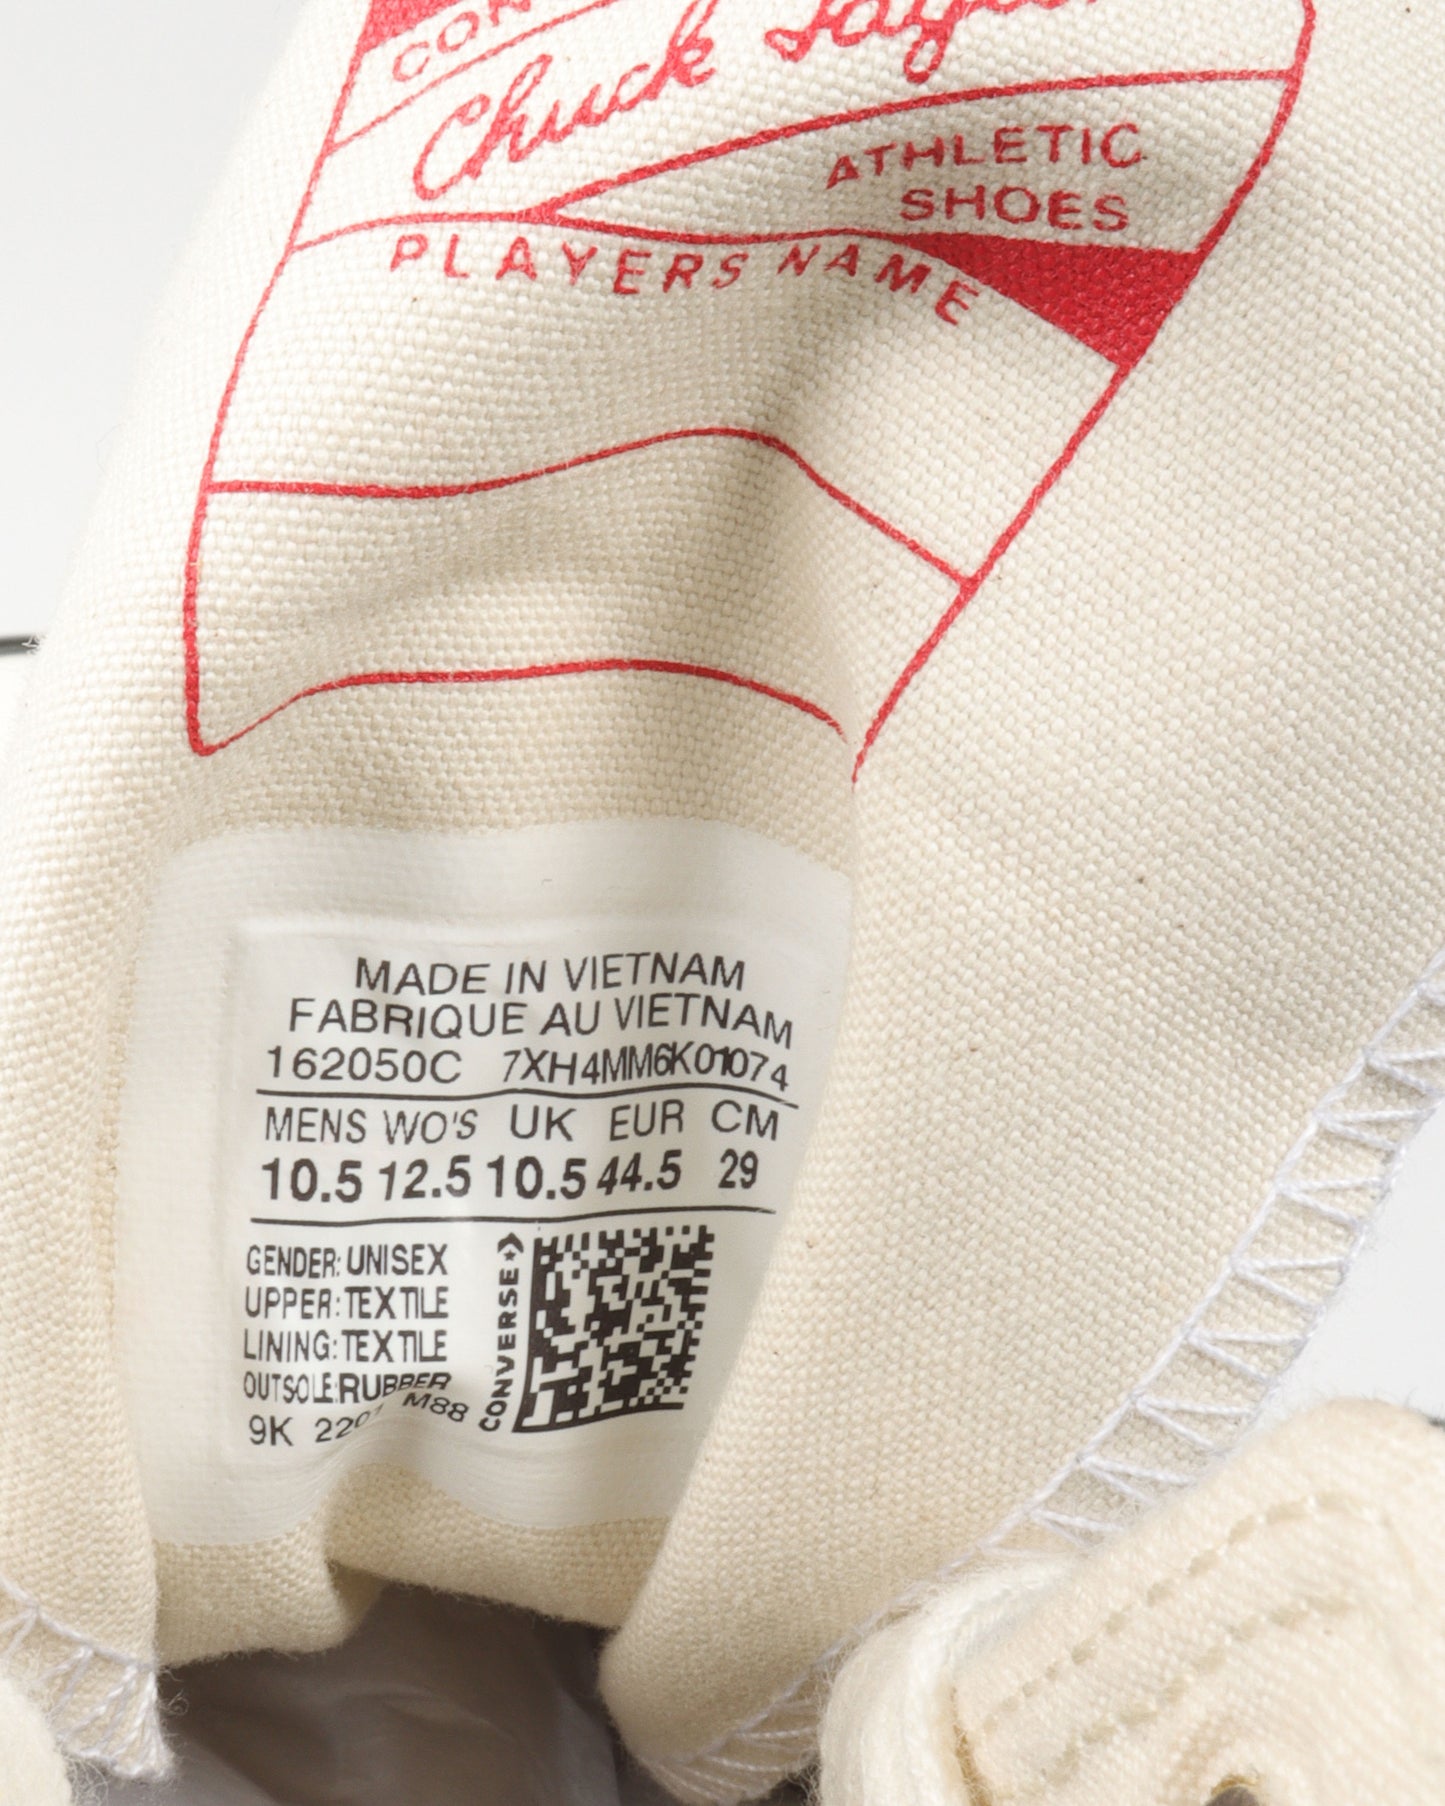 Chuck Taylor
ATHLETIC
SHOES
PLAYERS NAME
MADE IN VIETNAM
FABRIQUE AU VIETNAM
162050C 7XH4MM6K01074
MENS WO'S UK EUR CM
10.5 12.5 10.5 44.5 29
GENDER: UNISEX
UPPER: TEXTILE
LINING: TEXTILE
OUTSOLE: RUBBER
9K M88
CONVERSE